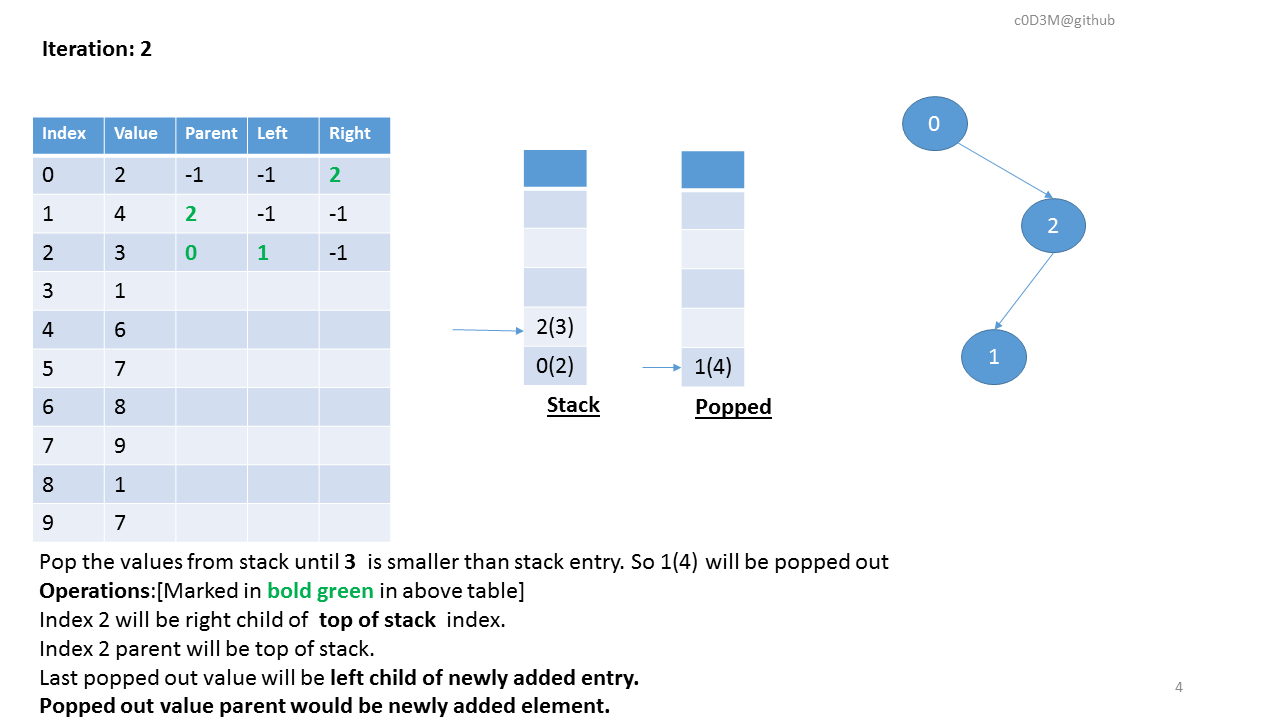 c0D3M@github
Iteration: 2
Index Value Parent Left Right
0 2 -1 -1 2
1 4 2 -1 -1
2 3 0 1 -1
3 1
4 6
5 7
6 8
7 9
8 1
9 7
2(3)
0(2)
Stack
1(4)
Popped
0
2
1
Pop the values from stack until 3 is smaller than stack entry. So 1(4) will be popped out
Operations:[Marked in bold green in above table]
Index 2 will be right child of top of stack index.
Index 2 parent will be top of stack.
Last popped out value will be left child of newly added entry.
Popped out value parent would be newly added element.
4